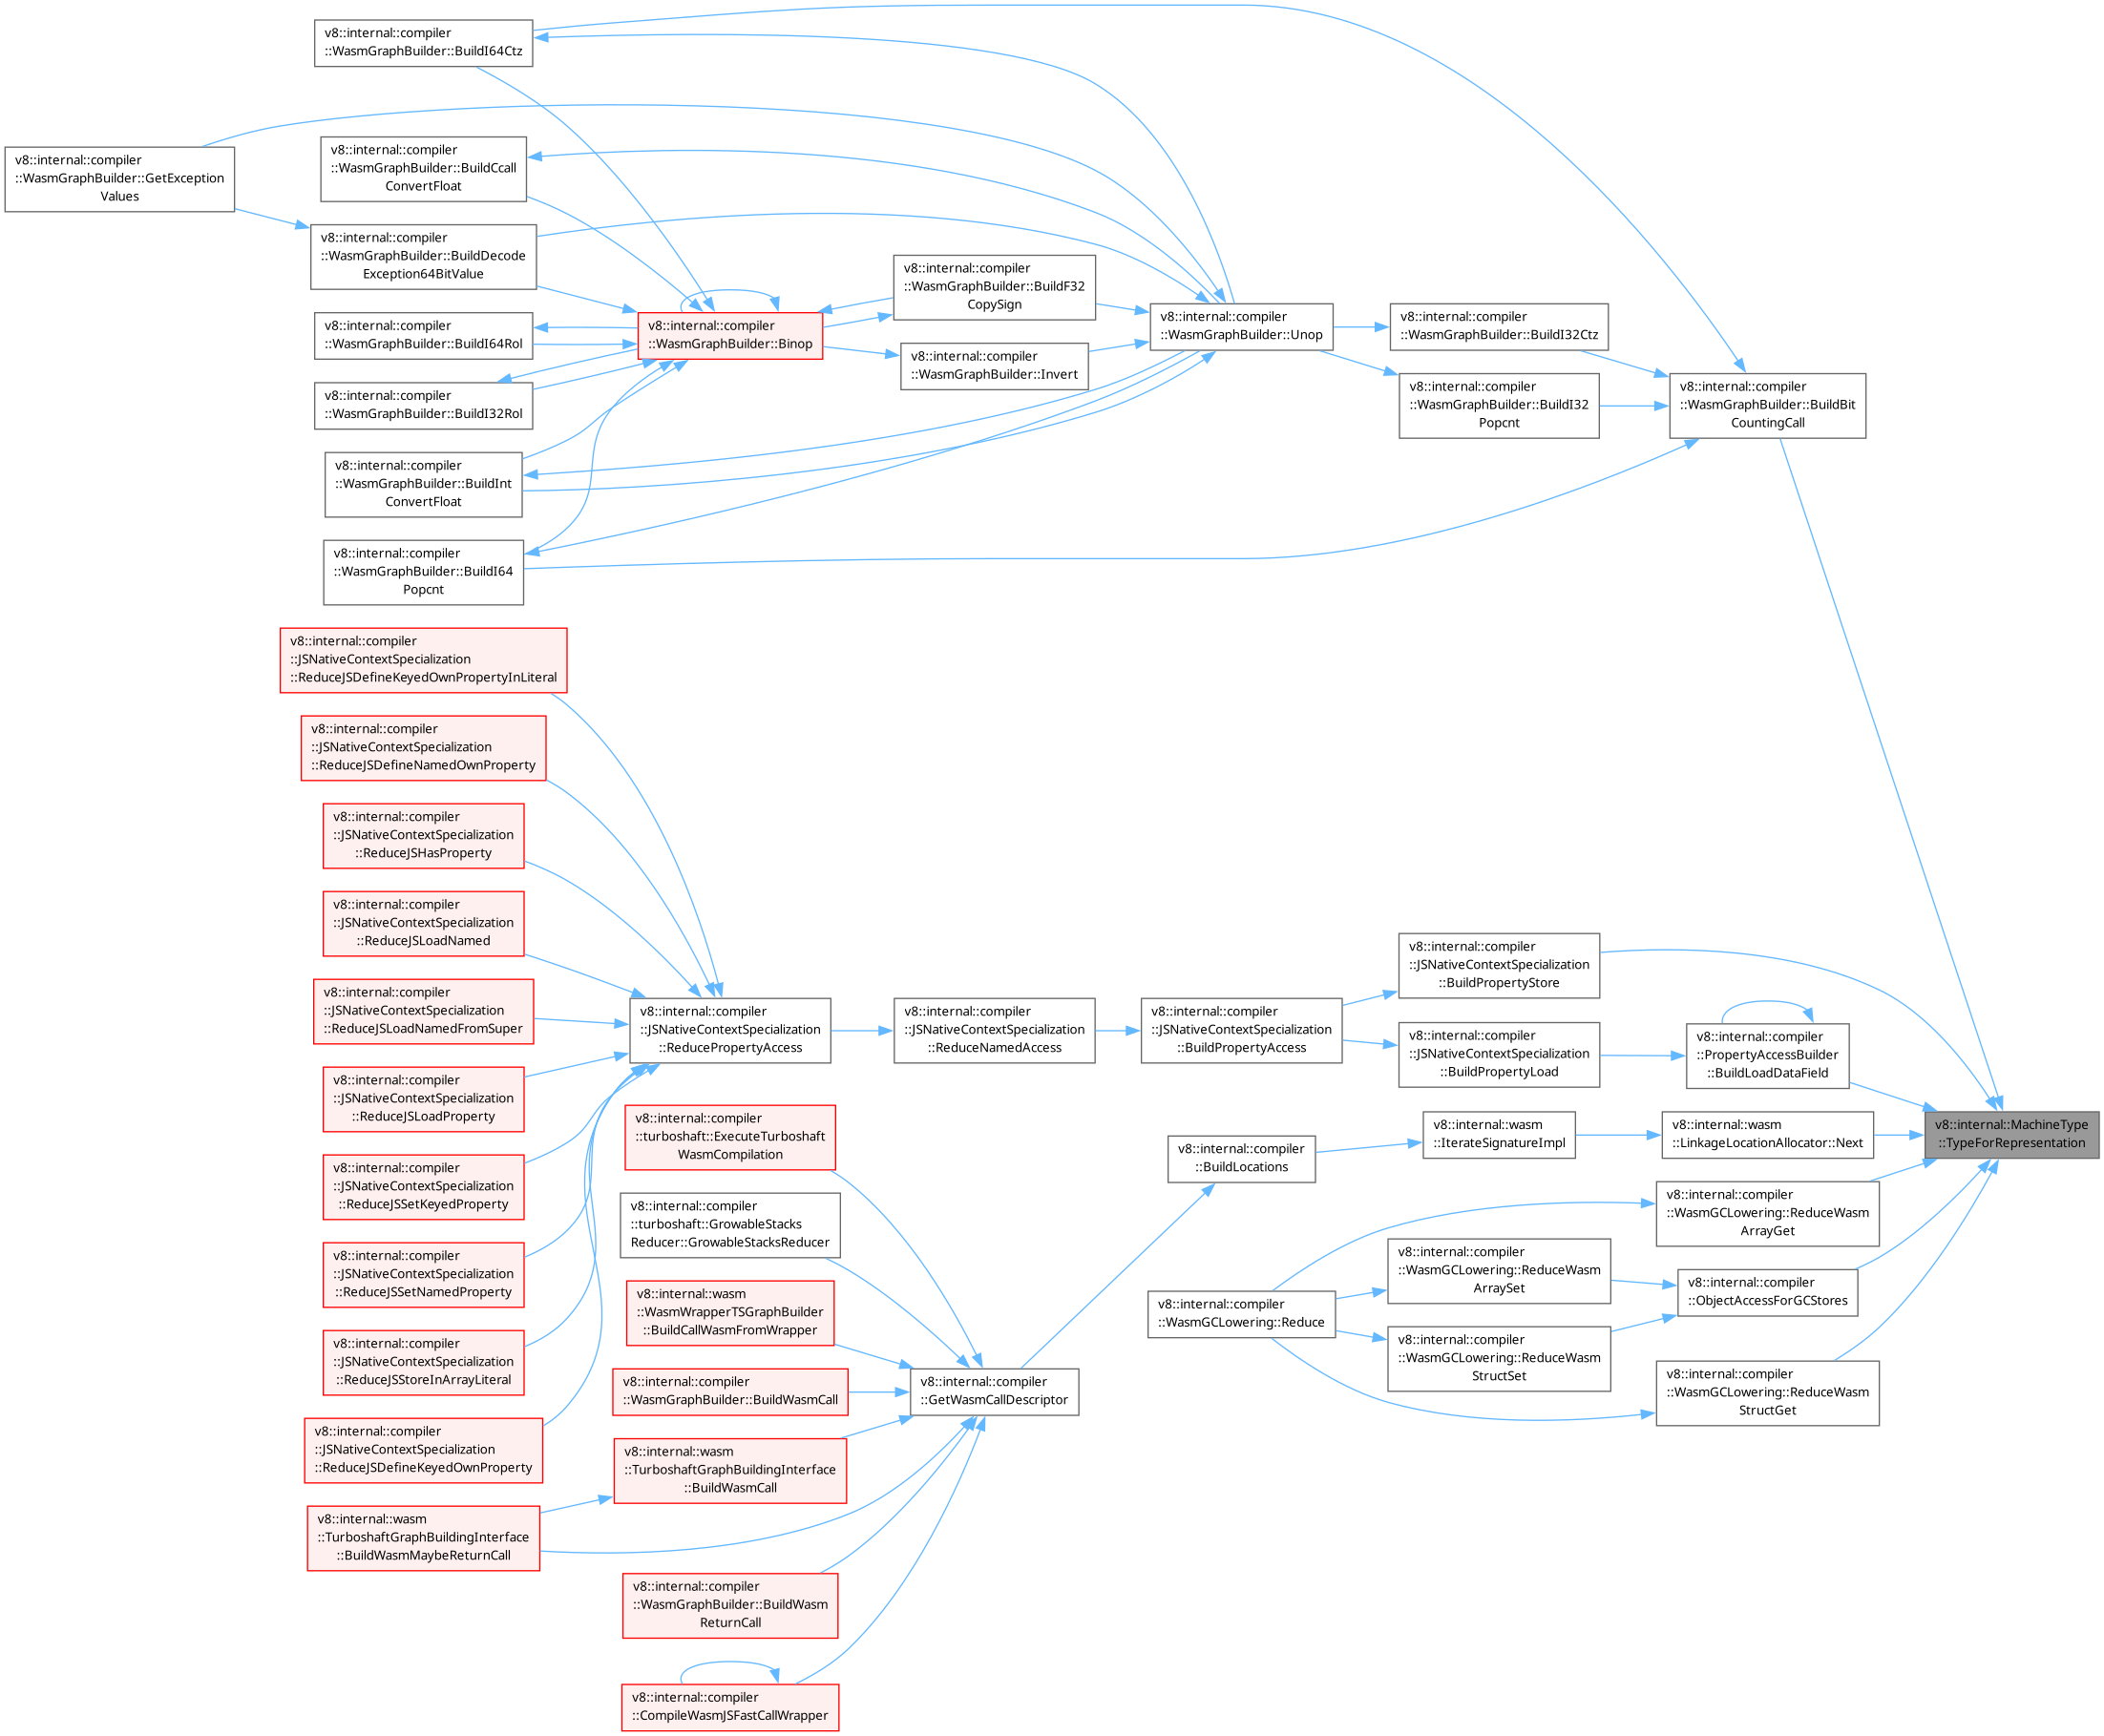 v8::internal::compiler
::WasmGraphBuilder::BuildI64Ctz
v8::internal::compiler
::WasmGraphBuilder::GetException
Values
v8::internal::compiler
::WasmGraphBuilder::BuildCcall
ConvertFloat
v8::internal::compiler
::WasmGraphBuilder::BuildDecode
Exception64BitValue
v8::internal::compiler
::WasmGraphBuilder::BuildI64Rol
v8::internal::compiler
::WasmGraphBuilder::BuildI32Rol
v8::internal::compiler
::WasmGraphBuilder::BuildInt
ConvertFloat
v8::internal::compiler
::WasmGraphBuilder::BuildI64
Popcnt
v8::internal::compiler
::WasmGraphBuilder::Binop
v8::internal::compiler
::WasmGraphBuilder::BuildF32
CopySign
v8::internal::compiler
::WasmGraphBuilder::Invert
v8::internal::compiler
::WasmGraphBuilder::Unop
v8::internal::compiler
::WasmGraphBuilder::BuildI32Ctz
v8::internal::compiler
::WasmGraphBuilder::BuildI32
Popcnt
v8::internal::compiler
::WasmGraphBuilder::BuildBit
CountingCall
v8::internal::compiler
::JSNativeContextSpecialization
::ReduceJSDefineKeyedOwnPropertyInLiteral
v8::internal::compiler
::JSNativeContextSpecialization
::ReduceJSDefineNamedOwnProperty
v8::internal::compiler
::JSNativeContextSpecialization
::ReduceJSHasProperty
v8::internal::compiler
::JSNativeContextSpecialization
::ReduceJSLoadNamed
v8::internal::compiler
::JSNativeContextSpecialization
::ReduceJSLoadNamedFromSuper
v8::internal::compiler
::JSNativeContextSpecialization
::ReduceJSLoadProperty
v8::internal::compiler
::JSNativeContextSpecialization
::ReduceJSSetKeyedProperty
v8::internal::compiler
::JSNativeContextSpecialization
::ReduceJSSetNamedProperty
v8::internal::compiler
::JSNativeContextSpecialization
::ReduceJSStoreInArrayLiteral
v8::internal::compiler
::JSNativeContextSpecialization
::ReduceJSDefineKeyedOwnProperty
v8::internal::wasm
::TurboshaftGraphBuildingInterface
::BuildWasmMaybeReturnCall
v8::internal::compiler
::JSNativeContextSpecialization
::ReducePropertyAccess
v8::internal::compiler
::JSNativeContextSpecialization
::ReduceNamedAccess
v8::internal::compiler
::JSNativeContextSpecialization
::BuildPropertyAccess
v8::internal::compiler
::JSNativeContextSpecialization
::BuildPropertyStore
v8::internal::compiler
::JSNativeContextSpecialization
::BuildPropertyLoad
v8::internal::compiler
::PropertyAccessBuilder
::BuildLoadDataField
v8::internal::MachineType
::TypeForRepresentation
v8::internal::compiler
::turboshaft::ExecuteTurboshaft
WasmCompilation
v8::internal::compiler
::turboshaft::GrowableStacks
Reducer::GrowableStacksReducer
v8::internal::wasm
::WasmWrapperTSGraphBuilder
::BuildCallWasmFromWrapper
v8::internal::compiler
::WasmGraphBuilder::BuildWasmCall
v8::internal::wasm
::TurboshaftGraphBuildingInterface
::BuildWasmCall
v8::internal::compiler
::WasmGraphBuilder::BuildWasm
ReturnCall
v8::internal::compiler
::CompileWasmJSFastCallWrapper
v8::internal::compiler
::GetWasmCallDescriptor
v8::internal::compiler
::BuildLocations
v8::internal::wasm
::IterateSignatureImpl
v8::internal::wasm
::LinkageLocationAllocator::Next
v8::internal::compiler
::WasmGCLowering::Reduce
v8::internal::compiler
::WasmGCLowering::ReduceWasm
ArrayGet
v8::internal::compiler
::WasmGCLowering::ReduceWasm
ArraySet
v8::internal::compiler
::ObjectAccessForGCStores
v8::internal::compiler
::WasmGCLowering::ReduceWasm
StructSet
v8::internal::compiler
::WasmGCLowering::ReduceWasm
StructGet